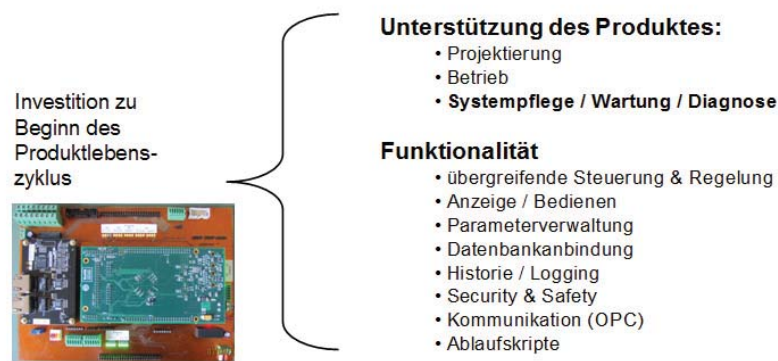 Investition zu
Beginn des
Produktlebens-
zyklus
Unterstützung des Produktes:
• Projektierung
• Betrieb
• Systempflege / Wartung / Diagnose
Funktionalität
• übergreifende Steuerung & Regelung
• Anzeige / Bedienen
• Parameterverwaltung
• Datenbankanbindung
• Historie / Logging
• Security & Safety
• Kommunikation (OPC)
• Ablaufskripte